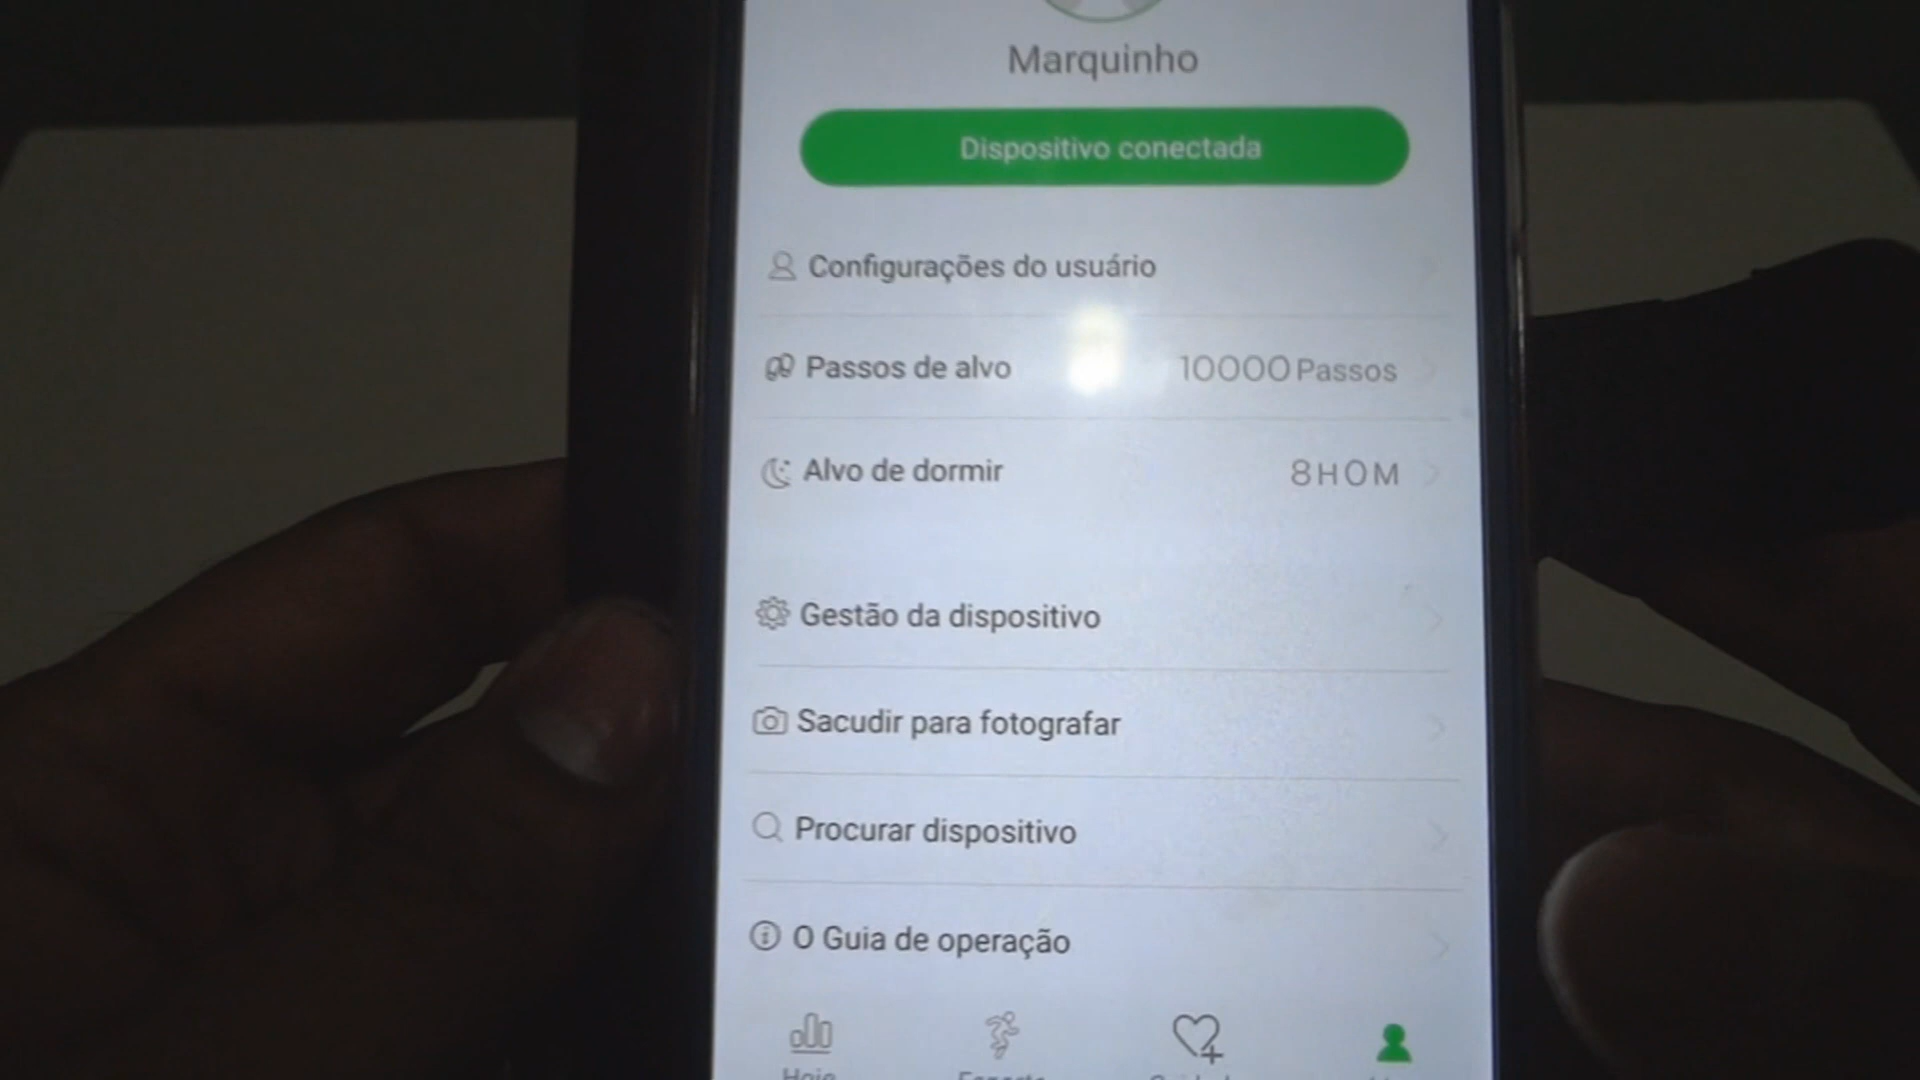 Marquinho
Dispositivo conectada
Configurações do usuário
Passos de alvo 10000 Passos
Alvo de dormir 8H0M
Gestão da dispositivo
Sacudir para fotografar
Procurar dispositivo
O Guia de operação
Hoje